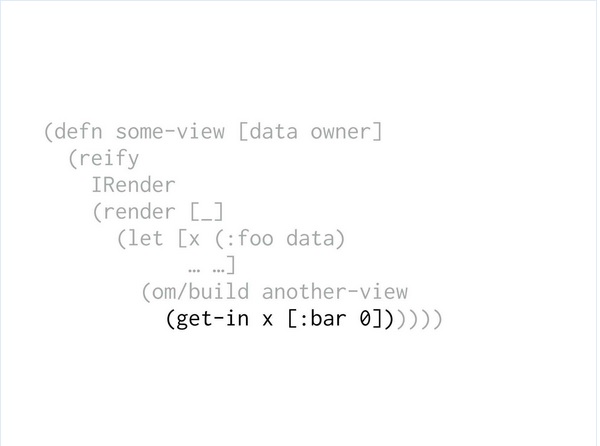 (defn some-view [data owner]
(reify
IRender
(render [_]
(let [x (:foo data)
… …]
(om/build another-view
(get-in x [:bar 0]))))))